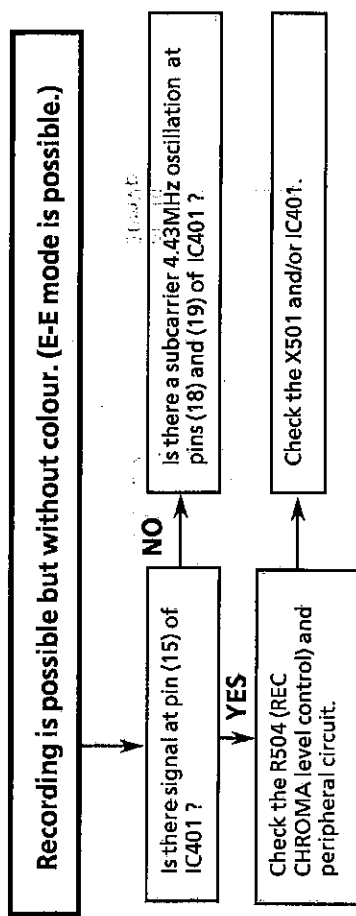 Recording is possible but without colour. (E-E mode is possible.)
Is there signal at pin (15) of
IC401 ?
NO
Is there a subcarrier 4.43MHz oscillation at
pins (18) and (19) of IC401 ?
YES
Check the R504 (REC
CHROMA level control) and
peripheral circuit.
Check the X501 and/or IC401.